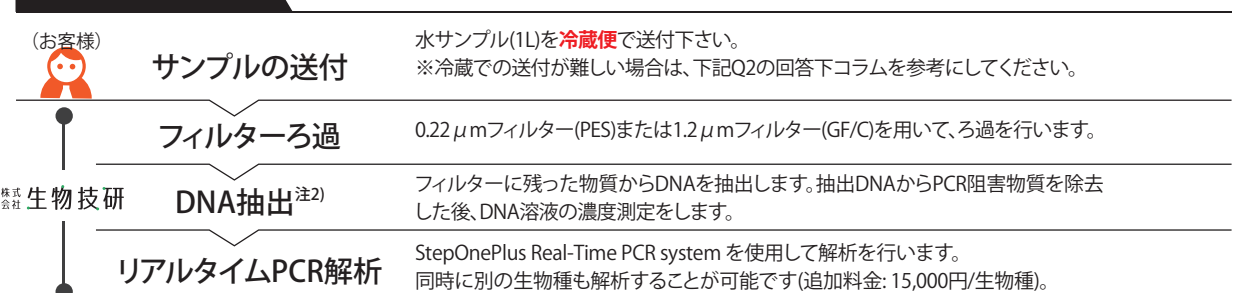 (お客様)
サンプルの送付
水サンプル(1L)を冷蔵便で送付下さい。
※冷蔵での送付が難しい場合は、下記Q2の回答下コラムを参考にしてください。
フィルターろ過
0.22μmフィルター(PES)または1.2μmフィルター(GF/C)を用いて、ろ過を行います。
株式会社 生物技研
DNA抽出注2)
フィルターに残った物質からDNAを抽出します。抽出DNAからPCR阻害物質を除去
した後、DNA溶液の濃度測定をします。
リアルタイムPCR解析
StepOnePlus Real-Time PCR system を使用して解析を行います。
同時に別の生物種も解析することが可能です(追加料金: 15,000円/生物種)。